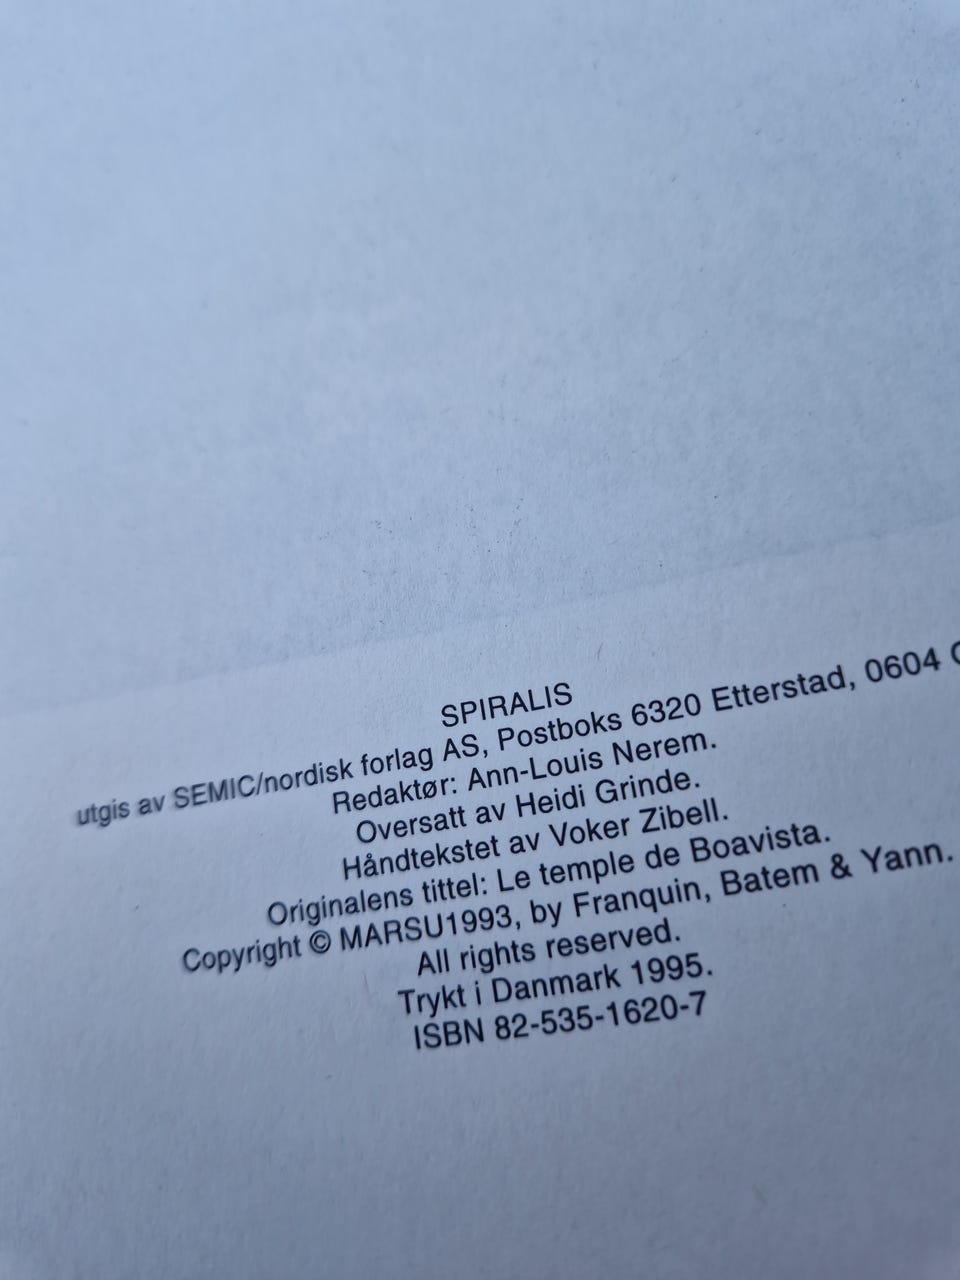 SPIRALIS
utgis av SEMIC/nordisk forlag AS, Postboks 6320 Etterstad, 0604
Redaktør: Ann-Louis Nerem.
Oversatt av Heidi Grinde.
Håndtekstet av Voker Zibell.
Originalens tittel: Le temple de Boavista.
Copyright © MARSU1993, by Franquin, Batem & Yann.
All rights reserved.
Trykt i Danmark 1995.
ISBN 82-535-1620-7